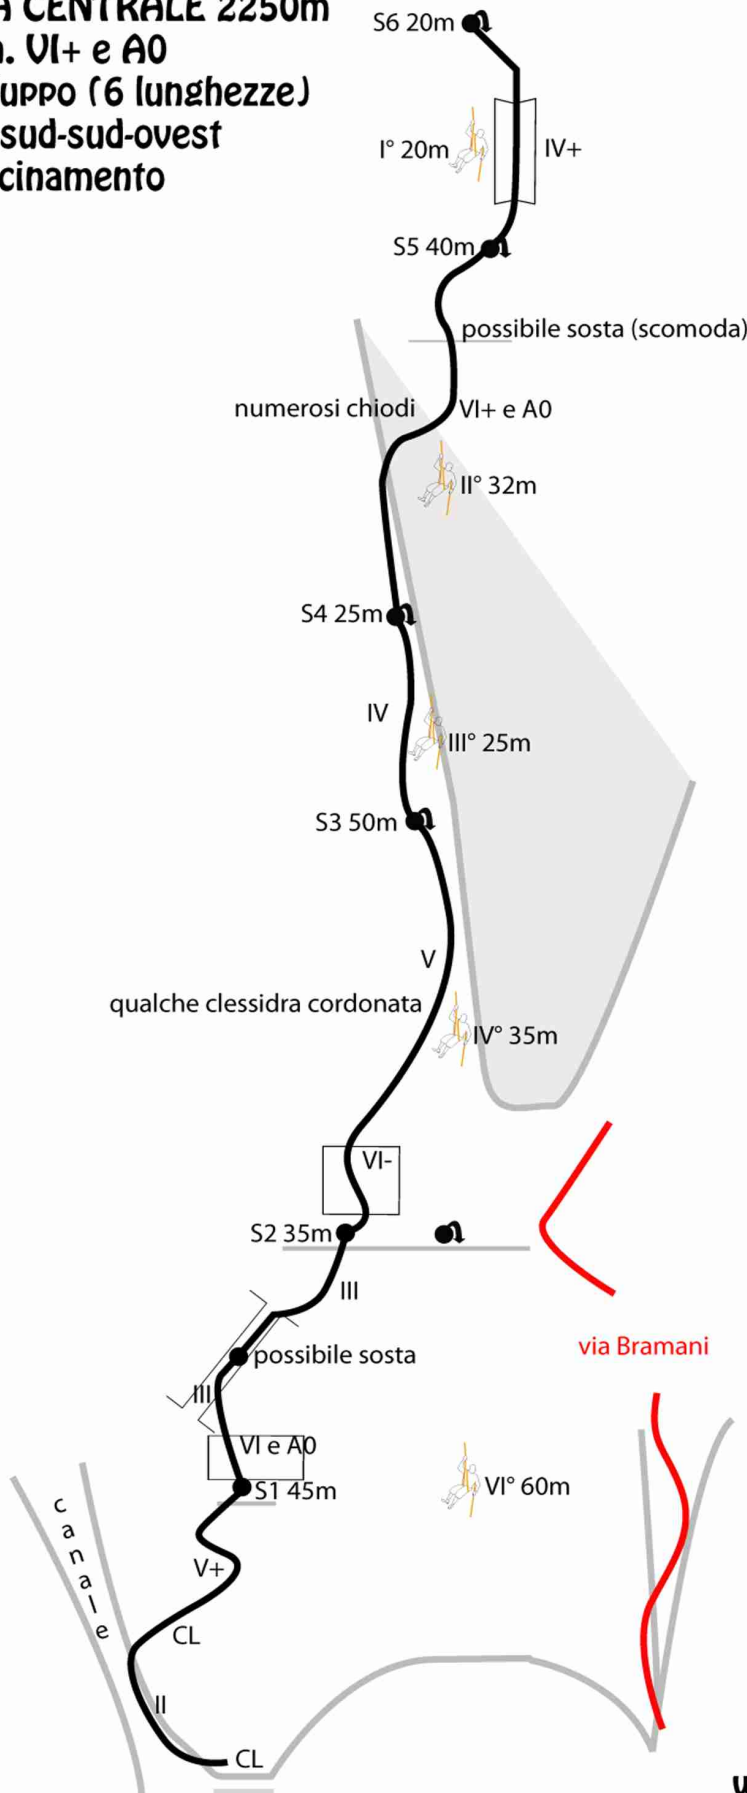 A CENTRALE 2250m
. VI+ e A0
uppo (6 lunghezze)
sud-sud-ovest
cinamento
S6 20m
I° 20m
IV+
S5 40m
possibile sosta (scomoda)
numerosi chiodi
VI+ e A0
II° 32m
S4 25m
IV
III° 25m
S3 50m
V
qualche clessidra cordonata
IV° 35m
VI-
S2 35m
III
via Bramani
possibile sosta
III
VI e A0
S1 45m
VI° 60m
canale
V+
CL
II
CL